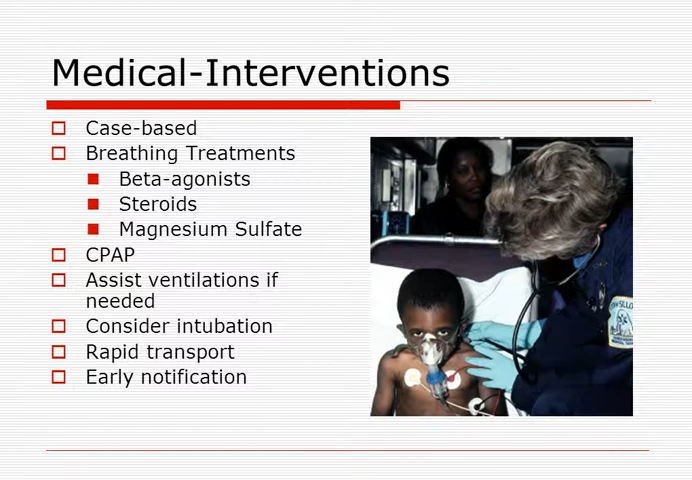 Medical-Interventions
Case-based
Breathing Treatments
Beta-agonists
Steroids
Magnesium Sulfate
CPAP
Assist ventilations if
needed
Consider intubation
Rapid transport
Early notification